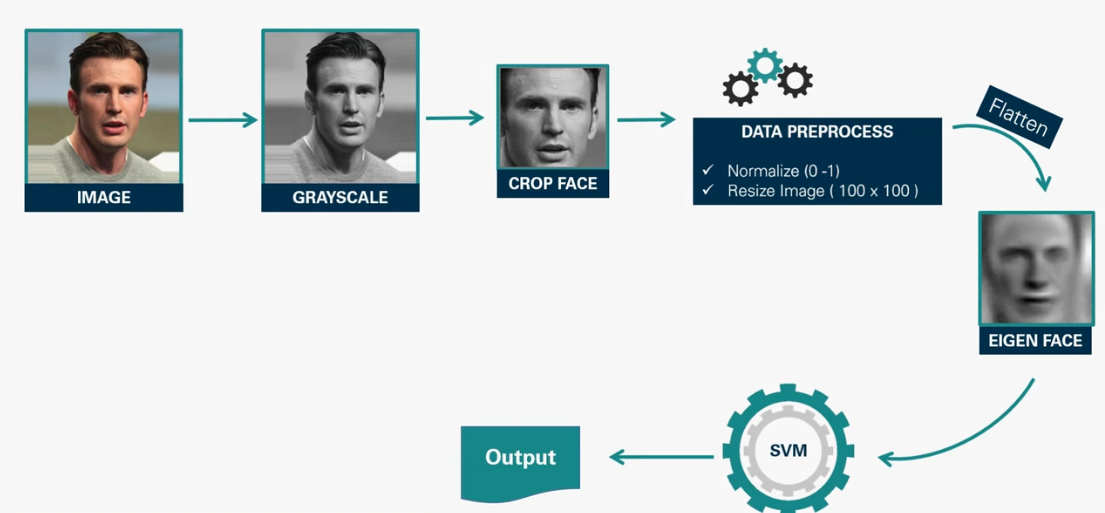 IMAGE
GRAYSCALE
CROP FACE
DATA PREPROCESS
✓ Normalize (0 -1)
✓ Resize Image ( 100 x 100 )
Flatten
EIGEN FACE
SVM
Output